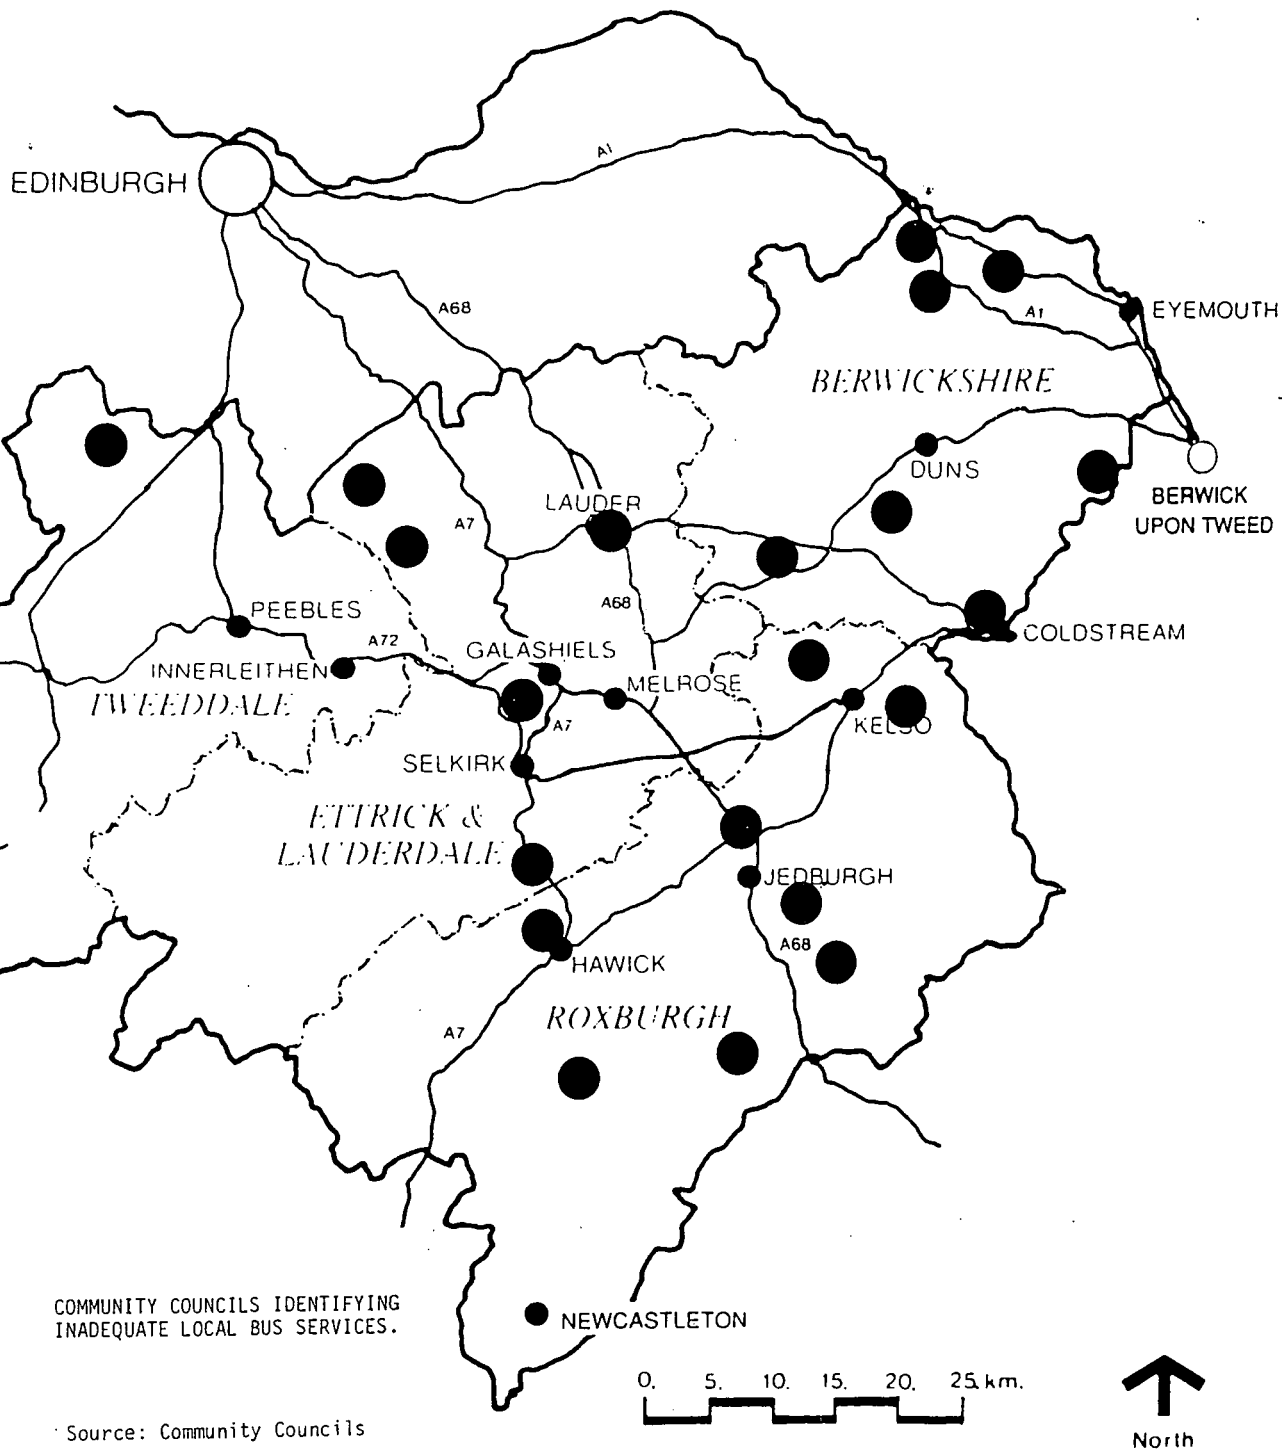 A1
EDINBURGH
A68
EYEMOUTH
A1
BERWICKSHIRE
DUNS
BERWICK
UPON TWEED
LAUDER
A7
PEEBLES
A68
A72
GALASHIELS
COLDSTREAM
INNERLEITHEN
MELROSE
TWEEDDALE
A7
KELSO
SELKIRK
ETTRICK &
LAUDERDALE
JEDBURGH
A68
HAWICK
ROXBURGH
A7
COMMUNITY COUNCILS IDENTIFYING
INADEQUATE LOCAL BUS SERVICES.
NEWCASTLETON
0. 5. 10. 15. 20. 25.km.
Source: Community Councils
North